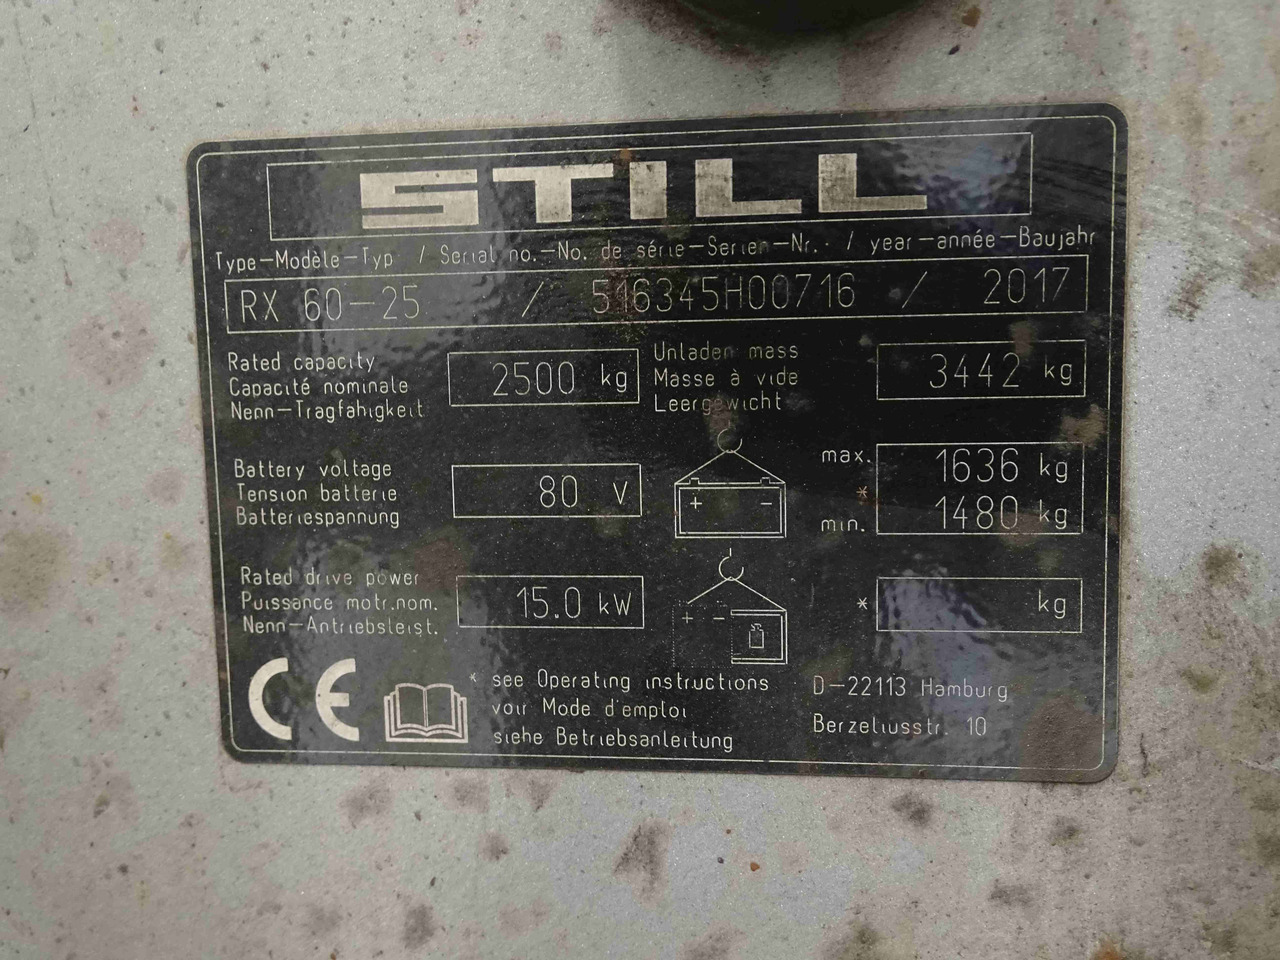 STILL
Type-Modèle-Typ / Serial no.-No. de série-Serien-Nr. / year-année-Baujahr
RX 60-25 / 516345H00716 / 2017
Rated capacity
Capacité nominale
Nenn-Tragfähigkeit
2500 kg
Unladen mass
Masse à vide
Leergewicht
3442 kg
Battery voltage
Tension batterie
Batteriespannung
80 V
+ -
max.
*
min.
1636 kg
1480 kg
Rated drive power
Puissance motr.nom.
Nenn-Antriebsleist.
15.0 kW
+ -
* kg
CE
* see Operating instructions
voir Mode d'emploi
siehe Betriebsanleitung
D-22113 Hamburg
Berzeliusstr. 10